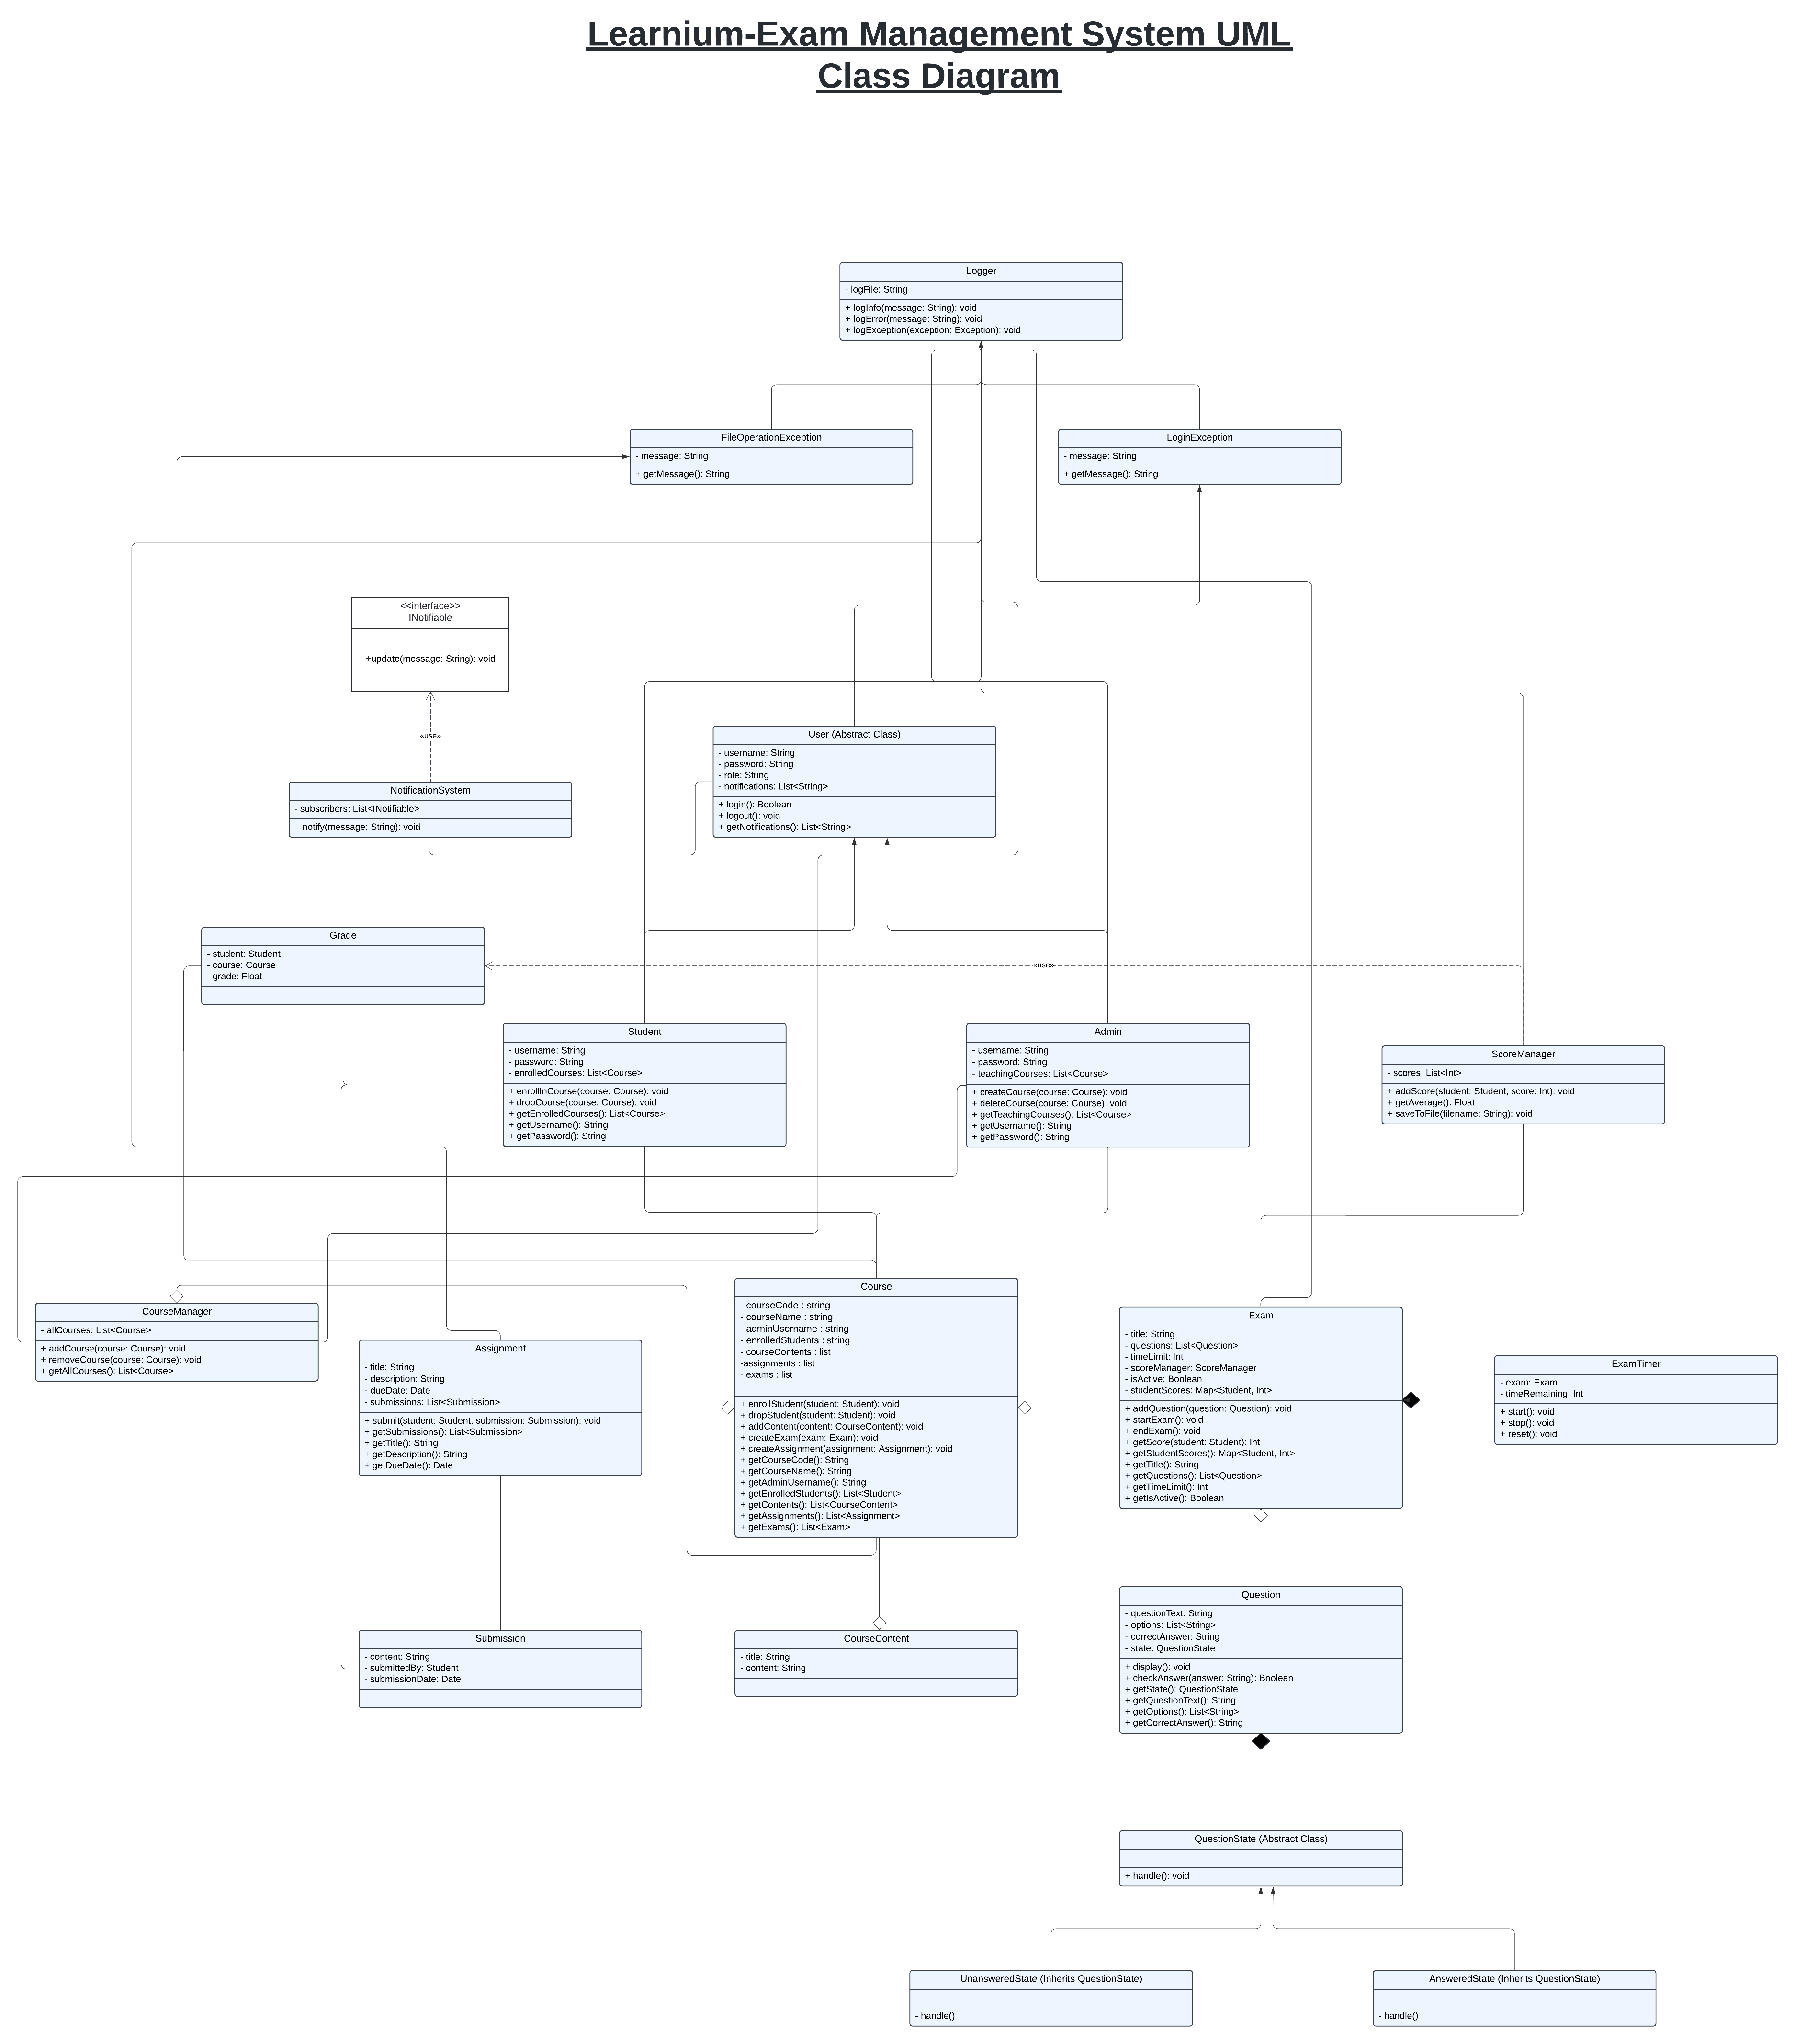 Learnium-Exam Management System UML
Class Diagram
Logger
- logFile: String
+ logInfo(message: String): void
+ logError(message: String): void
+ logException(exception: Exception): void
FileOperationException
- message: String
+ getMessage(): String
LoginException
- message: String
+ getMessage(): String
<<interface>>
INotifiable
+update(message: String): void
«use»
User (Abstract Class)
- username: String
- password: String
- role: String
- notifications: List<String>
+ login(): Boolean
+ logout(): void
+ getNotifications(): List<String>
NotificationSystem
- subscribers: List<INotifiable>
+ notify(message: String): void
Grade
- student: Student
- course: Course
- grade: Float
«use»
Student
- username: String
- password: String
- enrolledCourses: List<Course>
+ enrollInCourse(course: Course): void
+ dropCourse(course: Course): void
+ getEnrolledCourses(): List<Course>
+ getUsername(): String
+ getPassword(): String
Admin
- username: String
- password: String
- teachingCourses: List<Course>
+ createCourse(course: Course): void
+ deleteCourse(course: Course): void
+ getTeachingCourses(): List<Course>
+ getUsername(): String
+ getPassword(): String
ScoreManager
- scores: List<Int>
+ addScore(student: Student, score: Int): void
+ getAverage(): Float
+ saveToFile(filename: String): void
CourseManager
- allCourses: List<Course>
+ addCourse(course: Course): void
+ removeCourse(course: Course): void
+ getAllCourses(): List<Course>
Assignment
- title: String
- description: String
- dueDate: Date
- submissions: List<Submission>
+ submit(student: Student, submission: Submission): void
+ getSubmissions(): List<Submission>
+ getTitle(): String
+ getDescription(): String
+ getDueDate(): Date
Course
- courseCode : string
- courseName : string
- adminUsername : string
- enrolledStudents : string
- courseContents : list
-assignments : list
- exams : list
+ enrollStudent(student: Student): void
+ dropStudent(student: Student): void
+ addContent(content: CourseContent): void
+ createExam(exam: Exam): void
+ createAssignment(assignment: Assignment): void
+ getCourseCode(): String
+ getCourseName(): String
+ getAdminUsername(): String
+ getEnrolledStudents(): List<Student>
+ getContents(): List<CourseContent>
+ getAssignments(): List<Assignment>
+ getExams(): List<Exam>
Exam
- title: String
- questions: List<Question>
- timeLimit: Int
- scoreManager: ScoreManager
- isActive: Boolean
- studentScores: Map<Student, Int>
+ addQuestion(question: Question): void
+ startExam(): void
+ endExam(): void
+ getScore(student: Student): Int
+ getStudentScores(): Map<Student, Int>
+ getTitle(): String
+ getQuestions(): List<Question>
+ getTimeLimit(): Int
+ getIsActive(): Boolean
ExamTimer
- exam: Exam
- timeRemaining: Int
+ start(): void
+ stop(): void
+ reset(): void
Submission
- content: String
- submittedBy: Student
- submissionDate: Date
CourseContent
- title: String
- content: String
Question
- questionText: String
- options: List<String>
- correctAnswer: String
- state: QuestionState
+ display(): void
+ checkAnswer(answer: String): Boolean
+ getState(): QuestionState
+ getQuestionText(): String
+ getOptions(): List<String>
+ getCorrectAnswer(): String
QuestionState (Abstract Class)
+ handle(): void
UnansweredState (Inherits QuestionState)
- handle()
AnsweredState (Inherits QuestionState)
- handle()